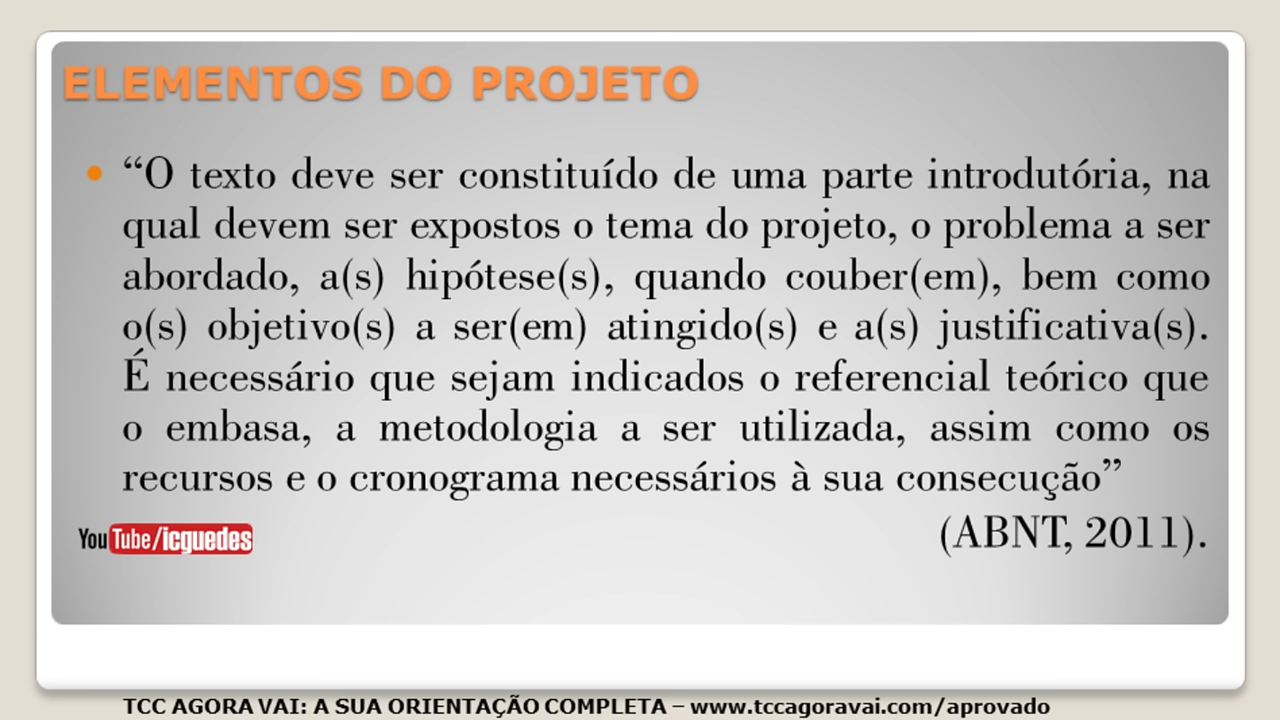 ELEMENTOS DO PROJETO
• “O texto deve ser constituído de uma parte introdutória, na
qual devem ser expostos o tema do projeto, o problema a ser
abordado, a(s) hipótese(s), quando couber(em), bem como
o(s) objetivo(s) a ser(em) atingido(s) e a(s) justificativa(s).
É necessário que sejam indicados o referencial teórico que
o embasa, a metodologia a ser utilizada, assim como os
recursos e o cronograma necessários à sua consecução”
(ABNT, 2011).
YouTube/icguedes
TCC AGORA VAI: A SUA ORIENTAÇÃO COMPLETA – www.tccagoravai.com/aprovado